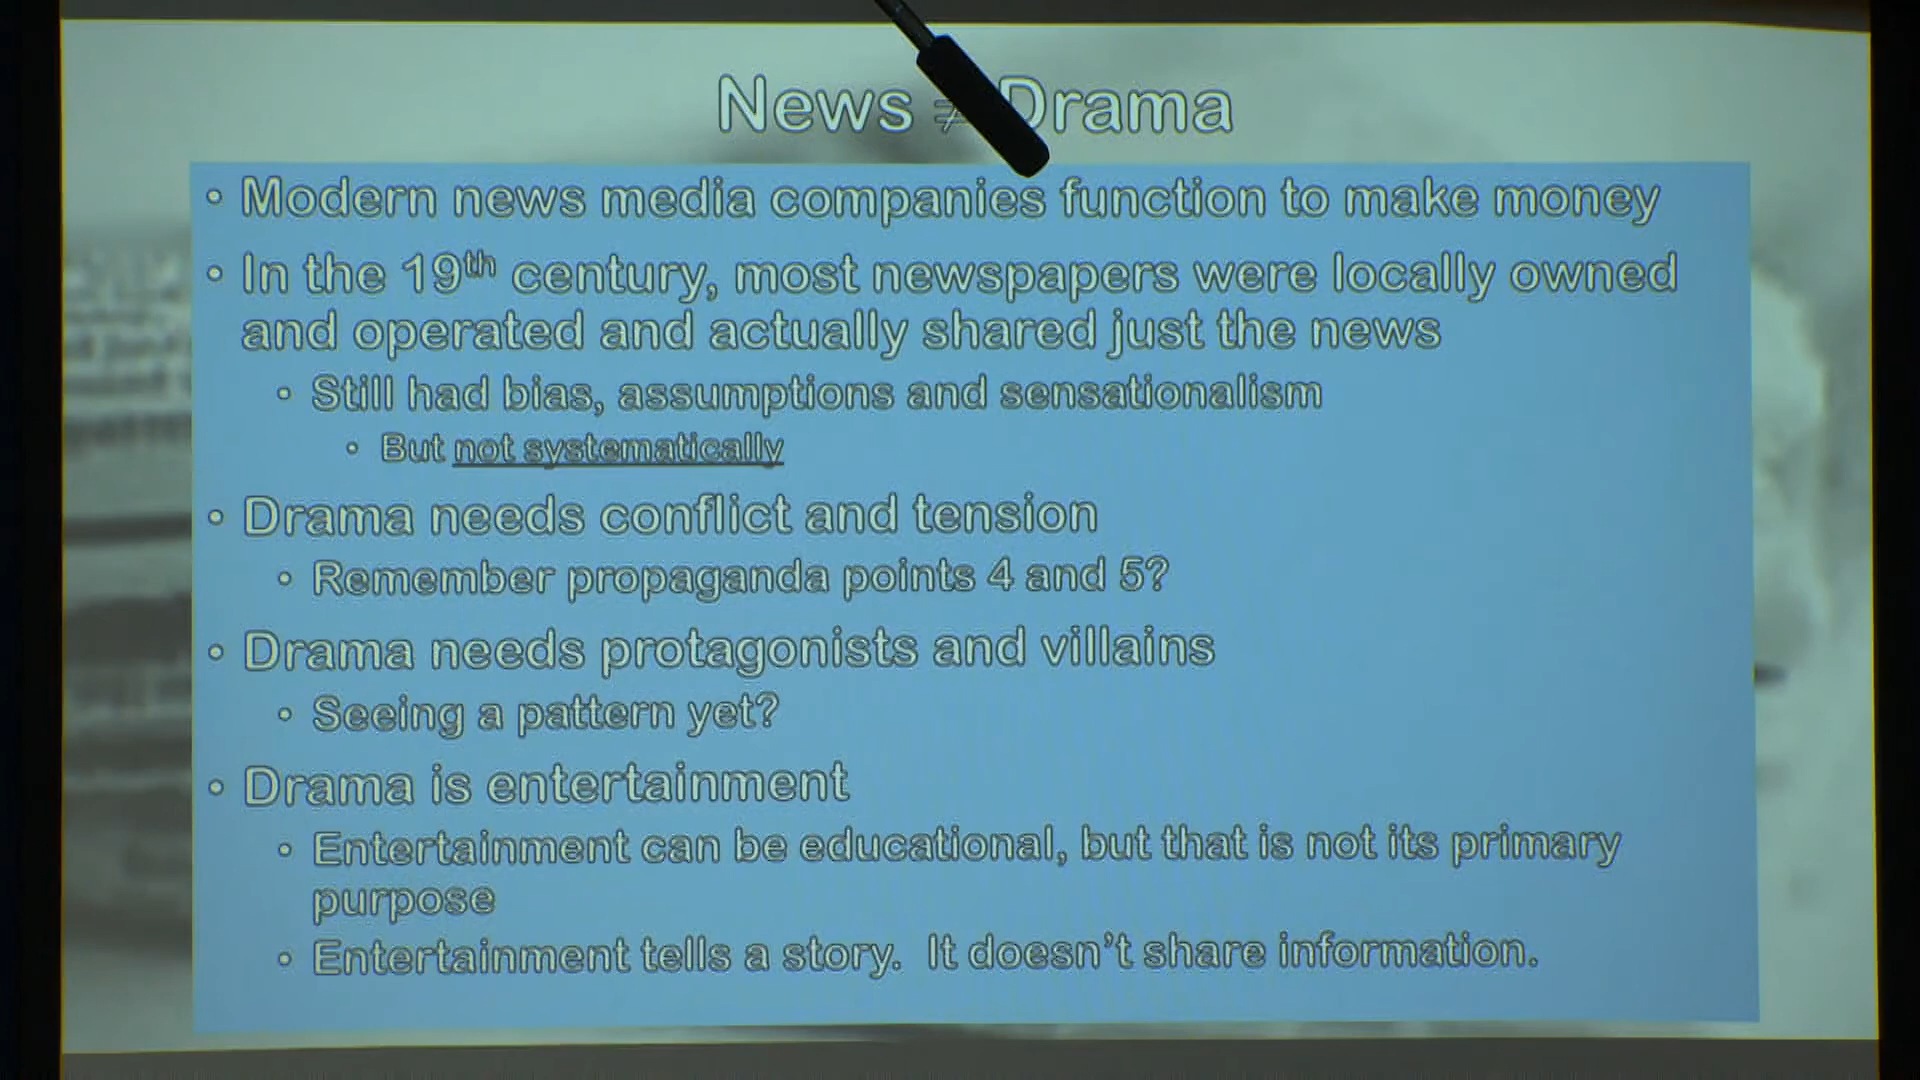 News ≠ Drama
• Modern news media companies function to make money
• In the 19th century, most newspapers were locally owned
and operated and actually shared just the news
• Still had bias, assumptions and sensationalism
• But not systematically
• Drama needs conflict and tension
• Remember propaganda points 4 and 5?
• Drama needs protagonists and villains
• Seeing a pattern yet?
• Drama is entertainment
• Entertainment can be educational, but that is not its primary
purpose
• Entertainment tells a story. It doesn't share information.